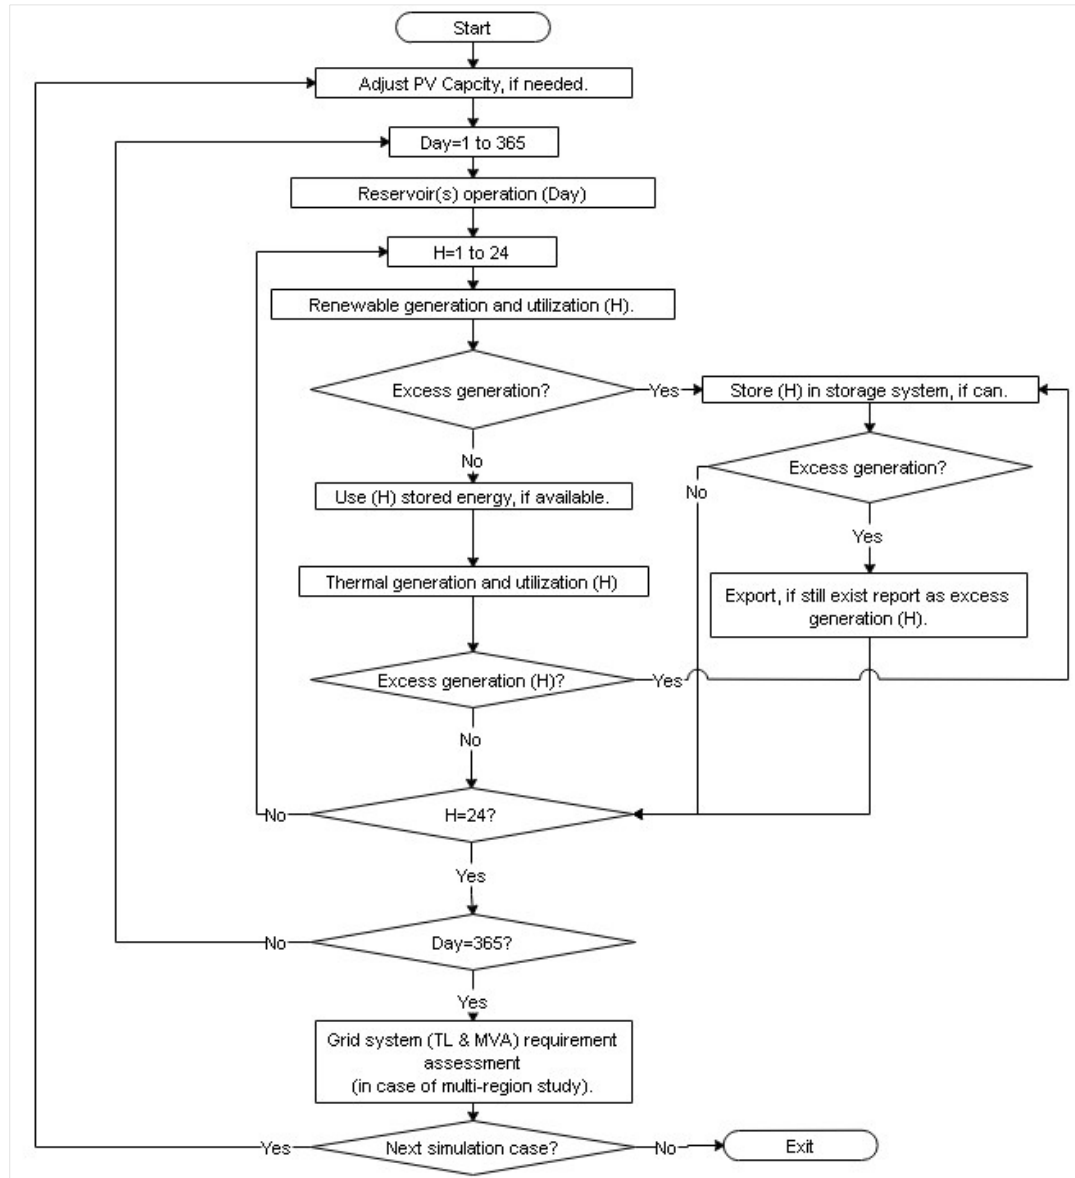 Start
Adjust PV Capcity, if needed.
Day=1 to 365
Reservoir(s) operation (Day)
H=1 to 24
Renewable generation and utilization (H).
Excess generation?
Yes
Store (H) in storage system, if can.
No
Excess generation?
No
Use (H) stored energy, if available.
Yes
Thermal generation and utilization (H)
Export, if still exist report as excess
generation (H).
Excess generation (H)?
Yes
No
H=24?
No
Yes
Day=365?
No
Yes
Grid system (TL & MVA) requirement
assessment
(in case of multi-region study).
Yes
Next simulation case?
No
Exit